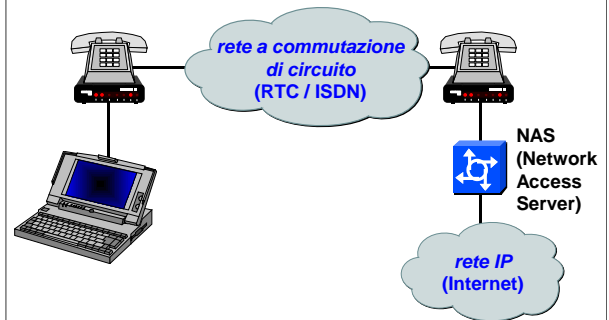 rete a commutazione
di circuito
(RTC / ISDN)
NAS
(Network
Access
Server)
rete IP
(Internet)